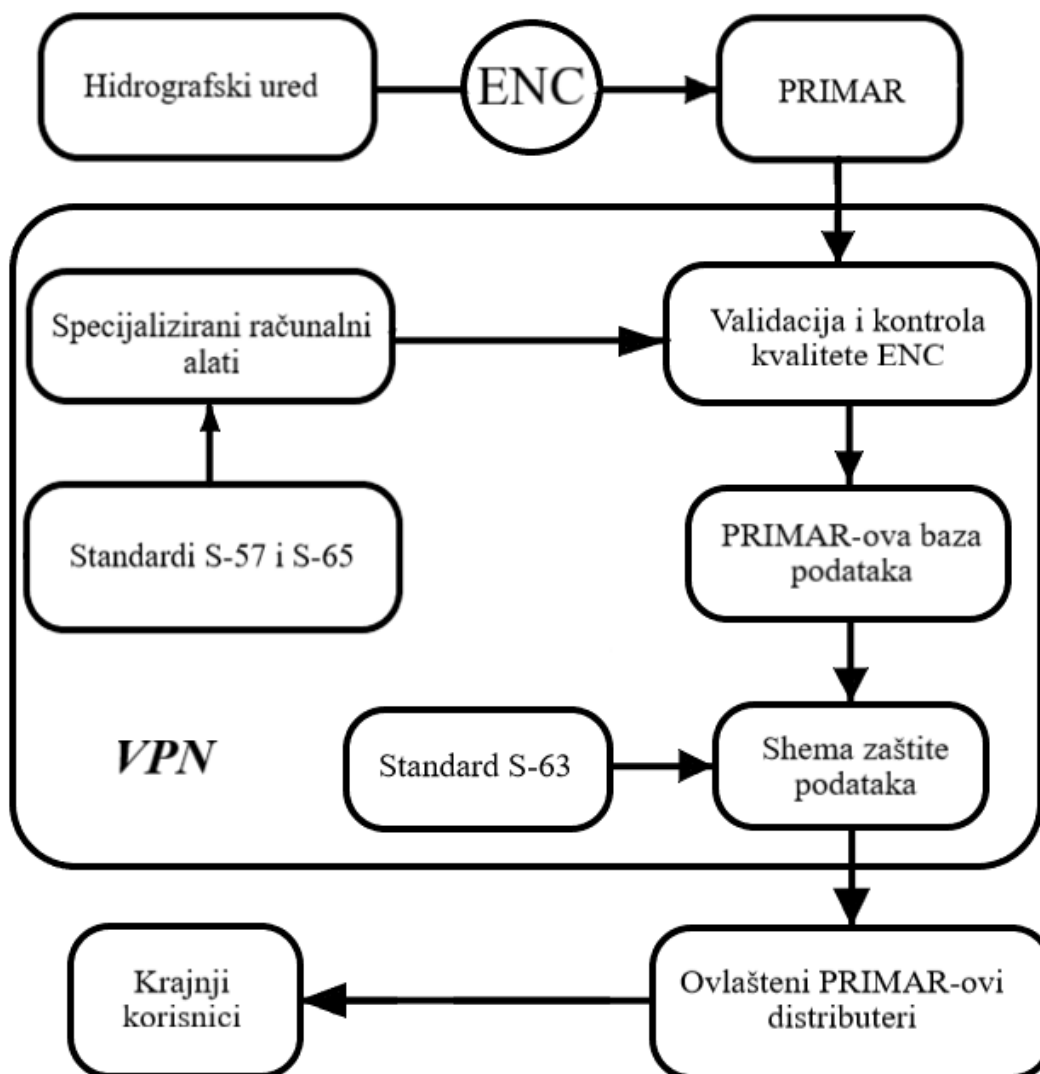 Hidrografski ured
ENC
PRIMAR
Specijalizirani računalni
alati
Validacija i kontrola
kvalitete ENC
Standardi S-57 i S-65
PRIMAR-ova baza
podataka
VPN
Standard S-63
Shema zaštite
podataka
Krajnji
korisnici
Ovlašteni PRIMAR-ovi
distributeri